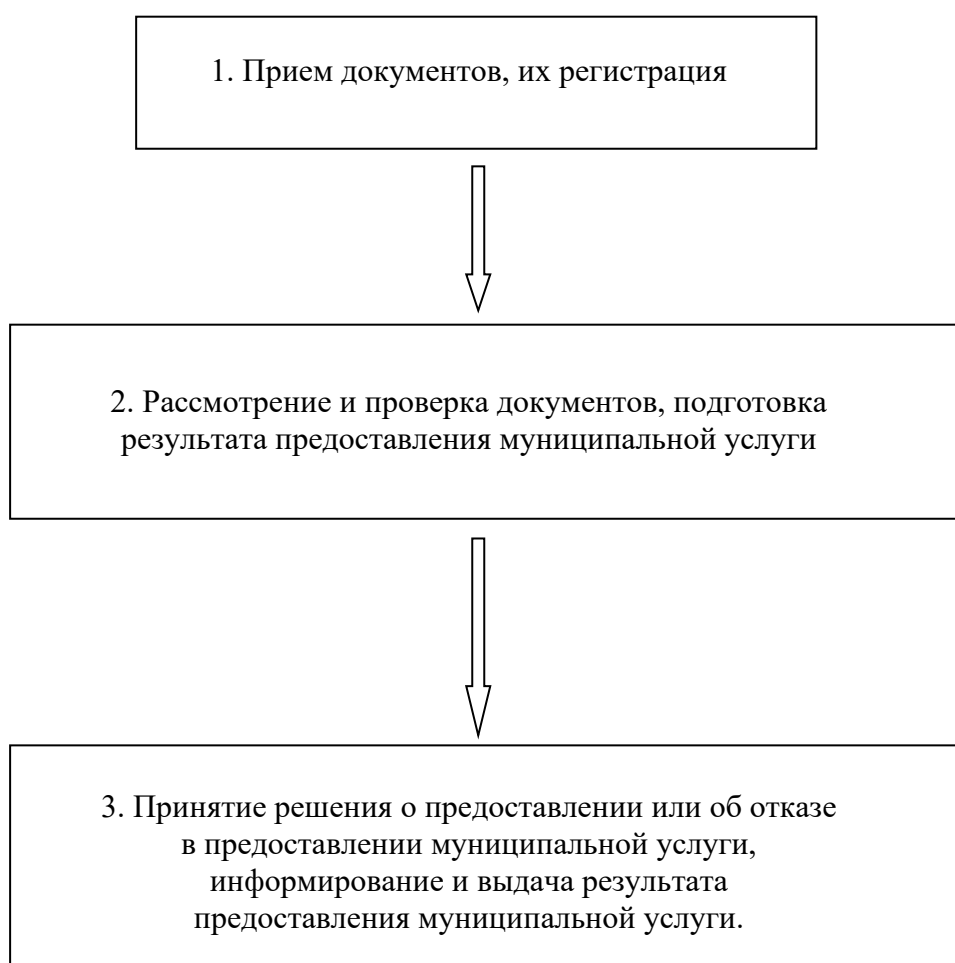 1. Прием документов, их регистрация
2. Рассмотрение и проверка документов, подготовка
результата предоставления муниципальной услуги
3. Принятие решения о предоставлении или об отказе
в предоставлении муниципальной услуги,
информирование и выдача результата
предоставления муниципальной услуги.